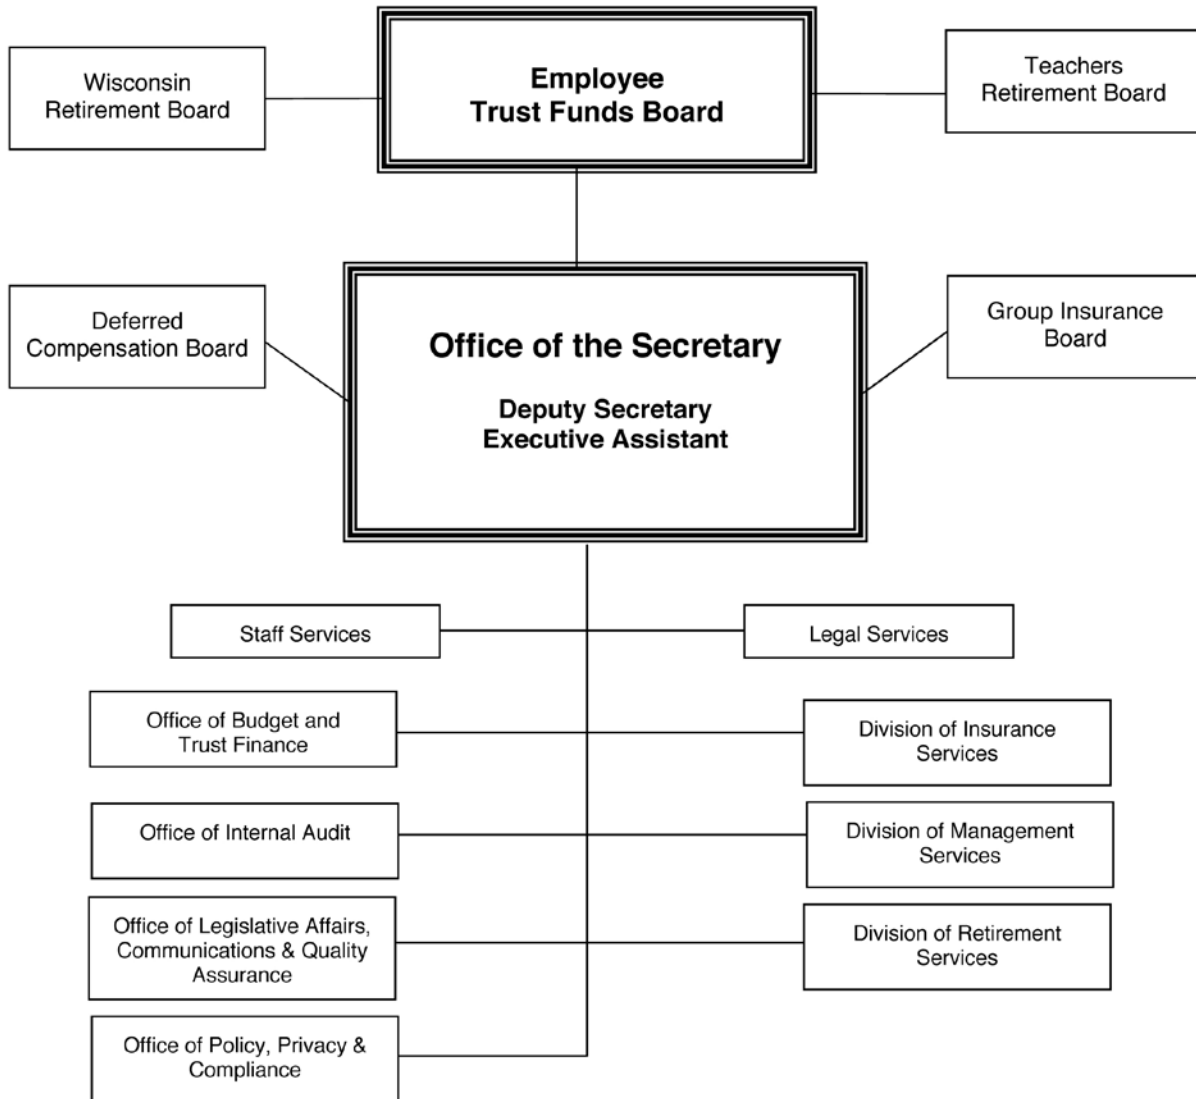 Wisconsin
Retirement Board
Employee
Trust Funds Board
Teachers
Retirement Board
Deferred
Compensation Board
Office of the Secretary
Deputy Secretary
Executive Assistant
Group Insurance
Board
Staff Services
Legal Services
Office of Budget and
Trust Finance
Division of Insurance
Services
Office of Internal Audit
Division of Management
Services
Office of Legislative Affairs,
Communications & Quality
Assurance
Division of Retirement
Services
Office of Policy, Privacy &
Compliance